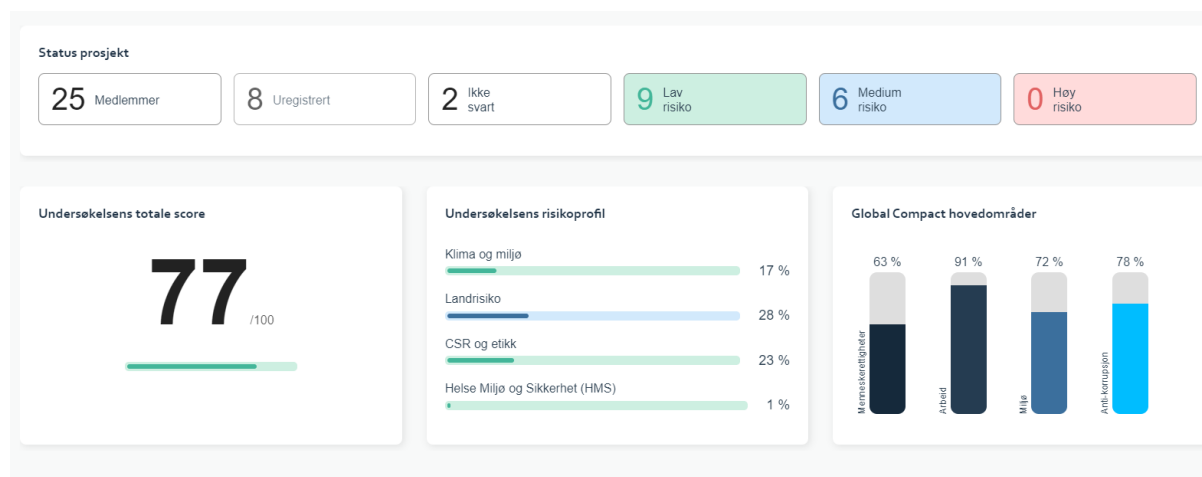 Status prosjekt
25 Medlemmer
8 Uregistrert
2 Ikke
svart
9 Lav
risiko
6 Medium
risiko
0 Høy
risiko
Undersøkelsens totale score
77 /100
Undersøkelsens risikoprofil
Klima og miljø
17 %
Landrisiko
28 %
CSR og etikk
23 %
Helse Miljø og Sikkerhet (HMS)
1 %
Global Compact hovedområder
63 % 91 % 72 % 78 %
Menneskerettigheter
Arbeid
Miljø
Anti-korrupsjon